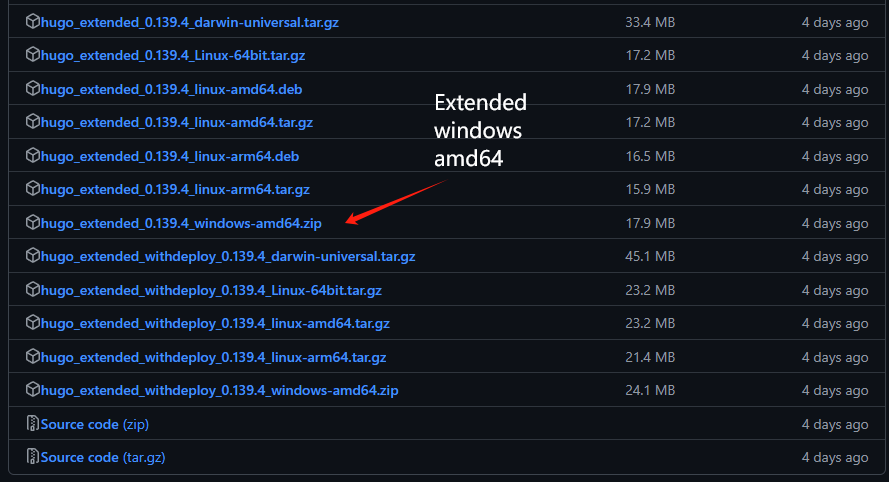 hugo_extended_0.139.4_darwin-universal.tar.gz 33.4 MB 4 days ago
hugo_extended_0.139.4_Linux-64bit.tar.gz 17.2 MB 4 days ago
hugo_extended_0.139.4_linux-amd64.deb 17.9 MB 4 days ago
Extended
windows
amd64
hugo_extended_0.139.4_linux-amd64.tar.gz 17.2 MB 4 days ago
hugo_extended_0.139.4_linux-arm64.deb 16.5 MB 4 days ago
hugo_extended_0.139.4_linux-arm64.tar.gz 15.9 MB 4 days ago
hugo_extended_0.139.4_windows-amd64.zip 17.9 MB 4 days ago
hugo_extended_withdeploy_0.139.4_darwin-universal.tar.gz 45.1 MB 4 days ago
hugo_extended_withdeploy_0.139.4_Linux-64bit.tar.gz 23.2 MB 4 days ago
hugo_extended_withdeploy_0.139.4_linux-amd64.tar.gz 23.2 MB 4 days ago
hugo_extended_withdeploy_0.139.4_linux-arm64.tar.gz 21.4 MB 4 days ago
hugo_extended_withdeploy_0.139.4_windows-amd64.zip 24.1 MB 4 days ago
Source code (zip) 4 days ago
Source code (tar.gz) 4 days ago